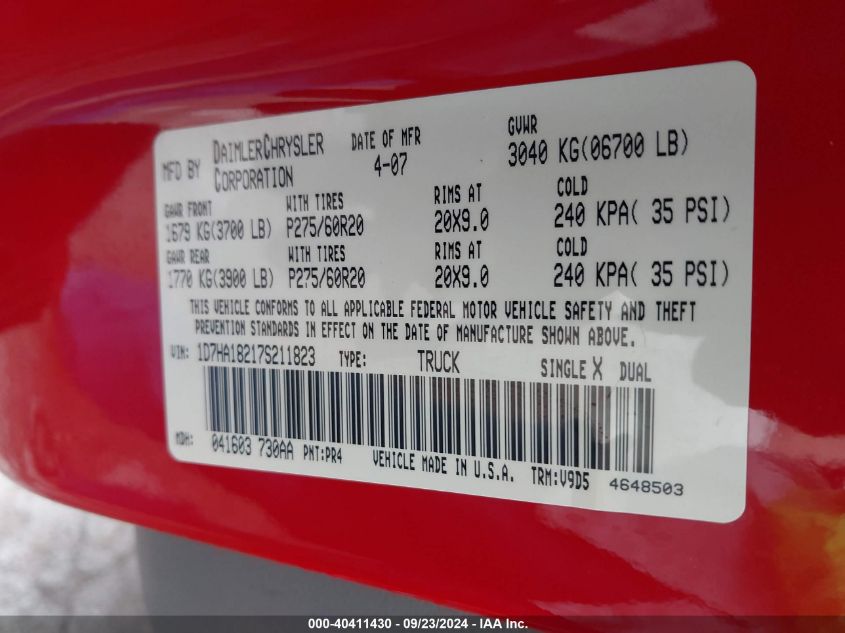 MFD BY DAIMLERCHRYSLER CORPORATION DATE OF MFR 4-07 GVWR 3040 KG(06700 LB)
GAWR FRONT WITH TIRES RIMS AT COLD
1679 KG(3700 LB) P275/60R20 20X9.0 240 KPA( 35 PSI)
GAWR REAR WITH TIRES RIMS AT COLD
1770 KG(3900 LB) P275/60R20 20X9.0 240 KPA( 35 PSI)
THIS VEHICLE CONFORMS TO ALL APPLICABLE FEDERAL MOTOR VEHICLE SAFETY AND THEFT
PREVENTION STANDARDS IN EFFECT ON THE DATE OF MANUFACTURE SHOWN ABOVE.
VIN: 1D7HA18217S211823 TYPE: TRUCK SINGLE X DUAL
MDH: 041603 730AA PNT:PR4 VEHICLE MADE IN U.S.A. TRM:V9D5 4648503
000-40411430 - 09/23/2024 - IAA Inc.